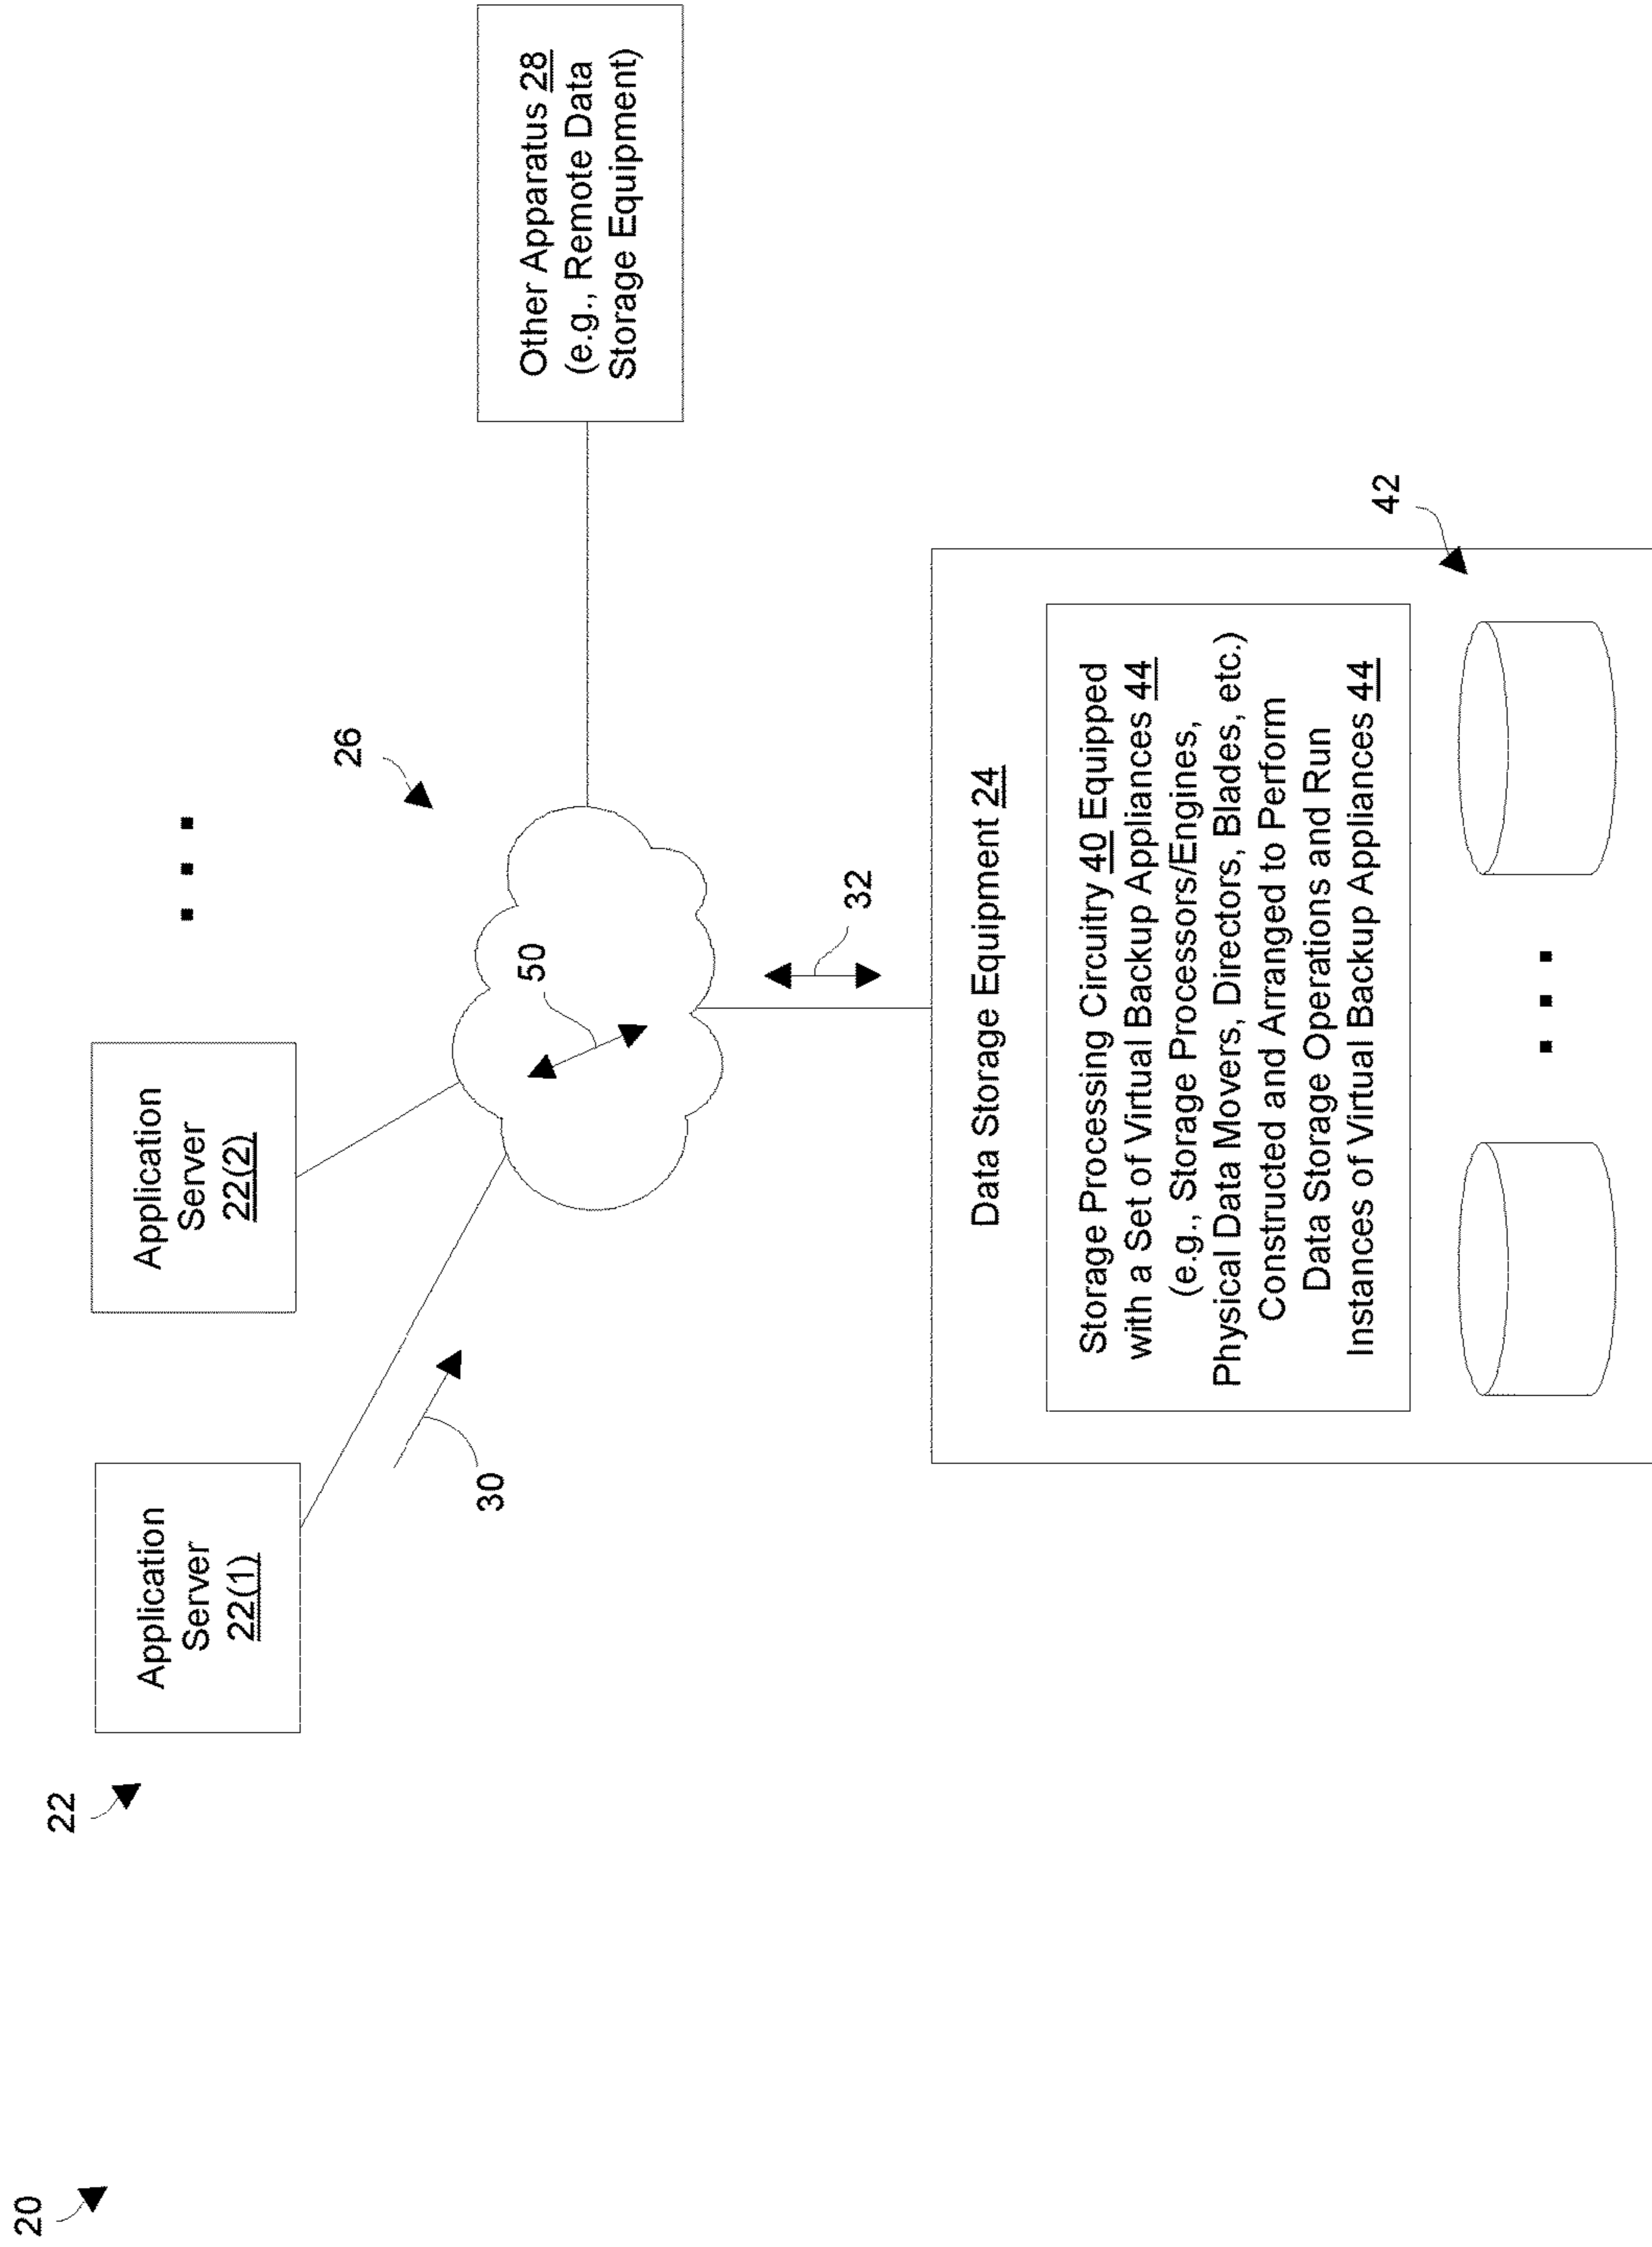 20
22
Application
Server
22(1)
Application
Server
22(2)
26
30
50
Other Apparatus 28
(e.g., Remote Data
Storage Equipment)
32
Data Storage Equipment 24
Storage Processing Circuitry 40 Equipped
with a Set of Virtual Backup Appliances 44
(e.g., Storage Processors/Engines,
Physical Data Movers, Directors, Blades, etc.)
Constructed and Arranged to Perform
Data Storage Operations and Run
Instances of Virtual Backup Appliances 44
42